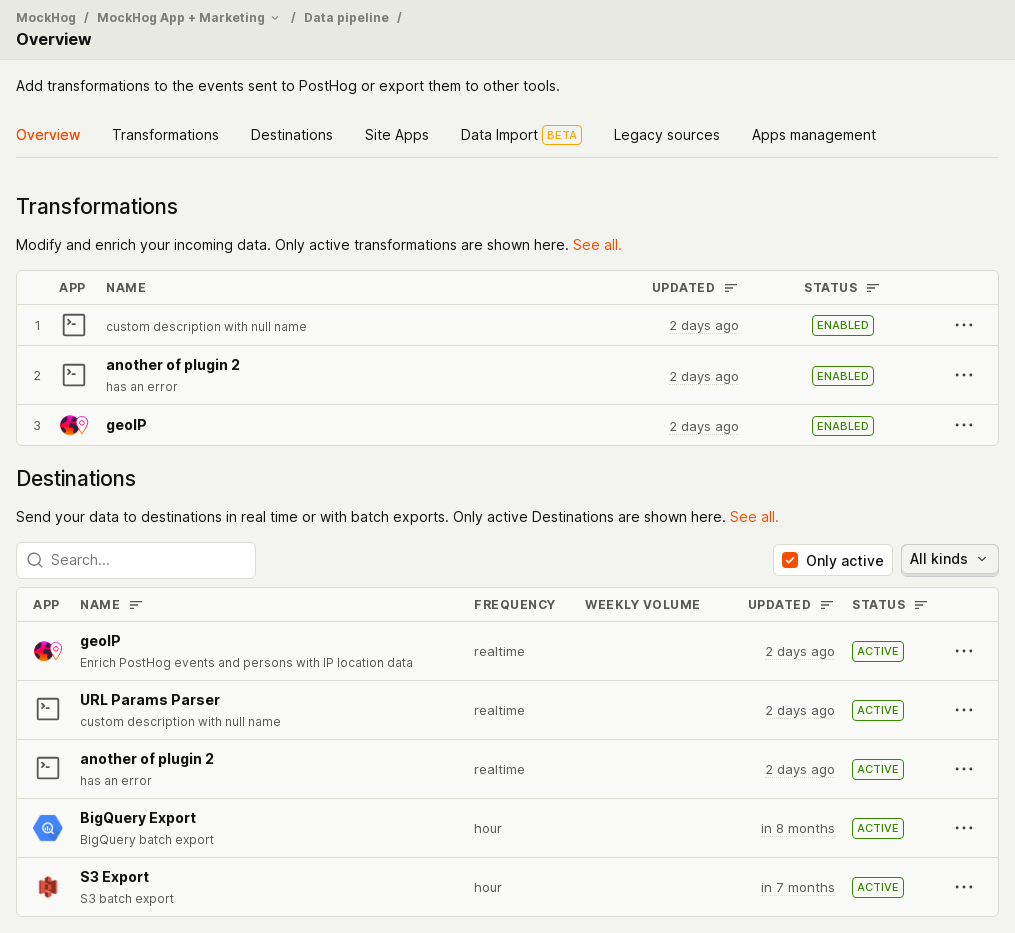 MockHog / MockHog App + Marketing / Data pipeline /
Overview
Add transformations to the events sent to PostHog or export them to other tools.
Overview Transformations Destinations Site Apps Data Import BETA Legacy sources Apps management
Transformations
Modify and enrich your incoming data. Only active transformations are shown here. See all.
APP NAME UPDATED STATUS
1 custom description with null name 2 days ago ENABLED
another of plugin 2
2 has an error 2 days ago ENABLED
3 geoIP 2 days ago ENABLED
Destinations
Send your data to destinations in real time or with batch exports. Only active Destinations are shown here. See all.
Search... Only active All kinds
APP NAME FREQUENCY WEEKLY VOLUME UPDATED STATUS
geoIP
Enrich PostHog events and persons with IP location data realtime 2 days ago ACTIVE
URL Params Parser
custom description with null name realtime 2 days ago ACTIVE
another of plugin 2
has an error realtime 2 days ago ACTIVE
BigQuery Export
BigQuery batch export hour in 8 months ACTIVE
S3 Export
S3 batch export hour in 7 months ACTIVE